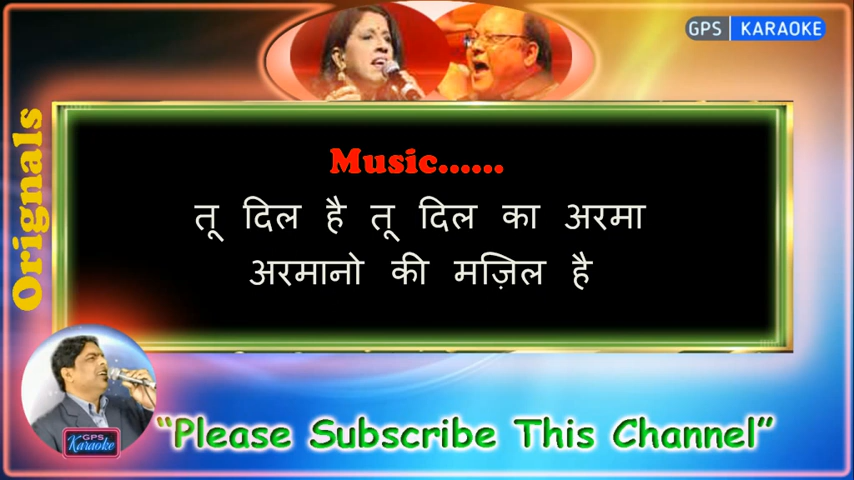 GPS | KARAOKE
Orignals
Music......
तू दिल है तू दिल का अरमा
अरमानो की मज़िल है
GPS
Karaoke
“Please Subscribe This Channel”